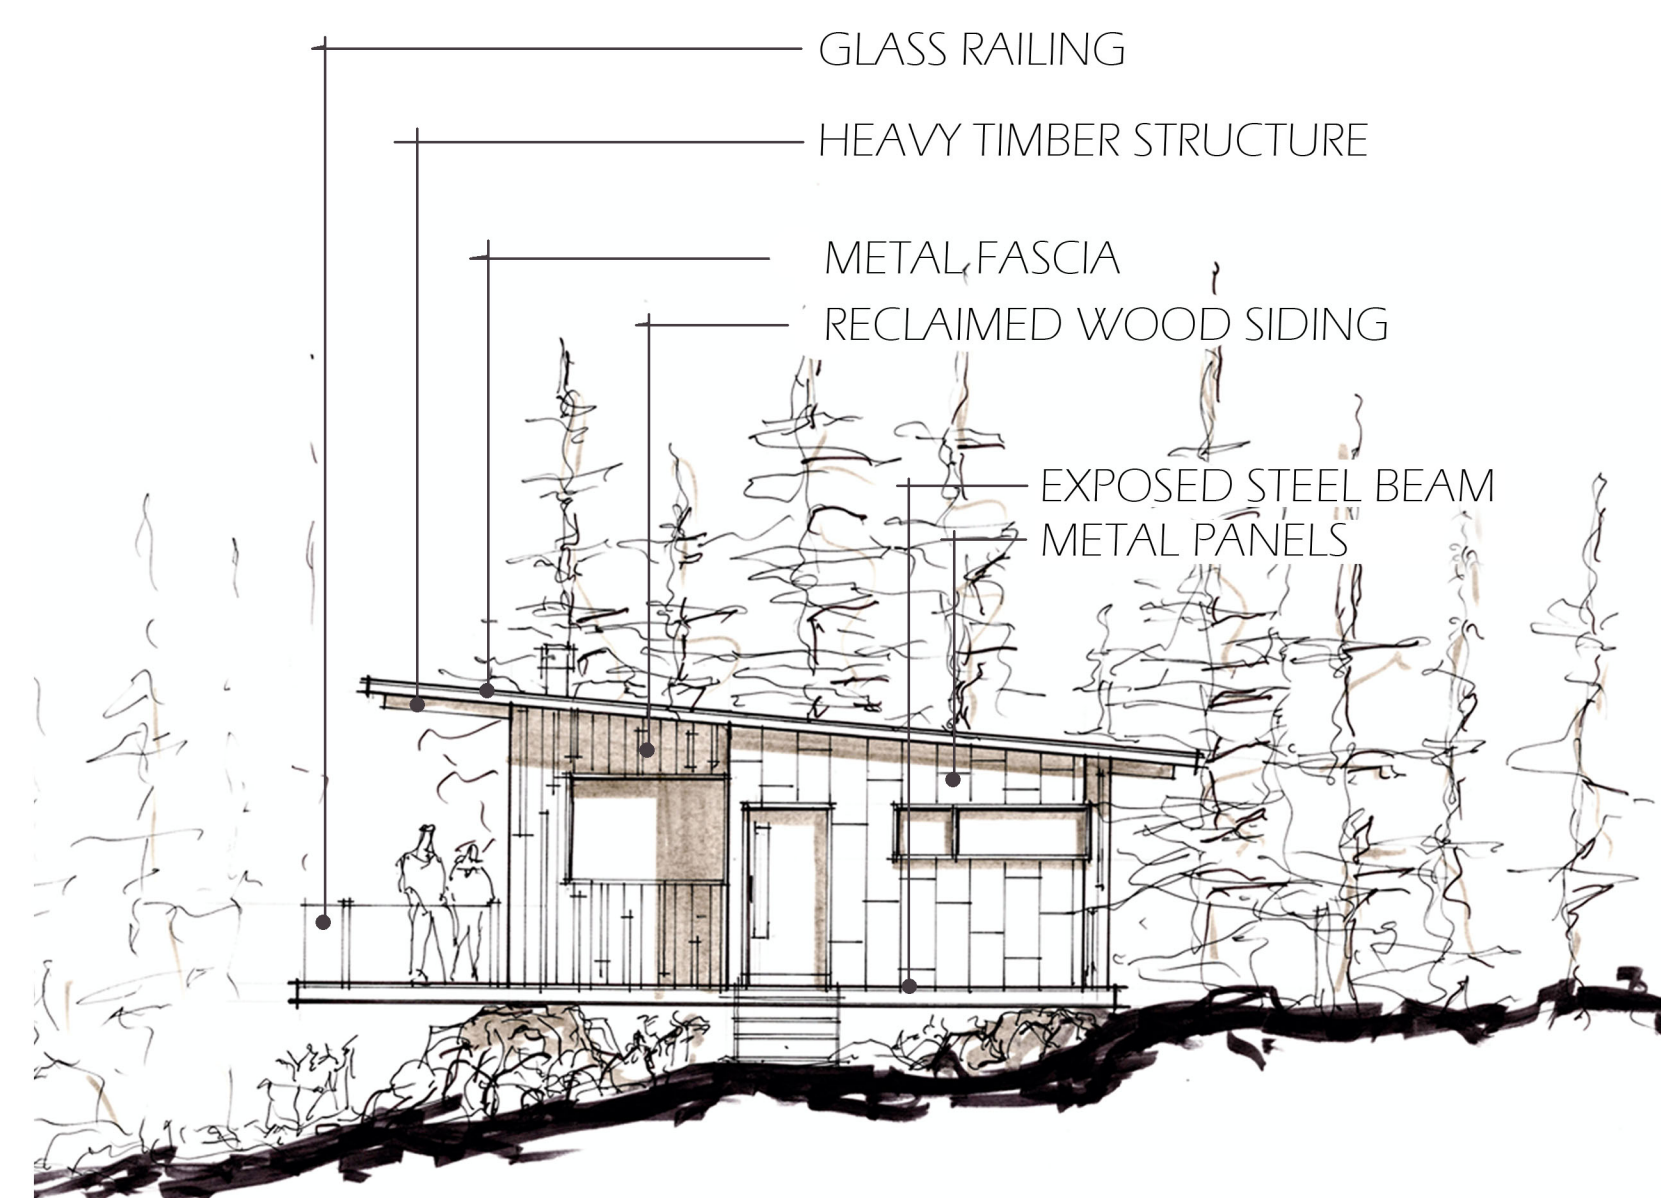 GLASS RAILING
HEAVY TIMBER STRUCTURE
METAL FASCIA
RECLAIMED WOOD SIDING
EXPOSED STEEL BEAM
METAL PANELS